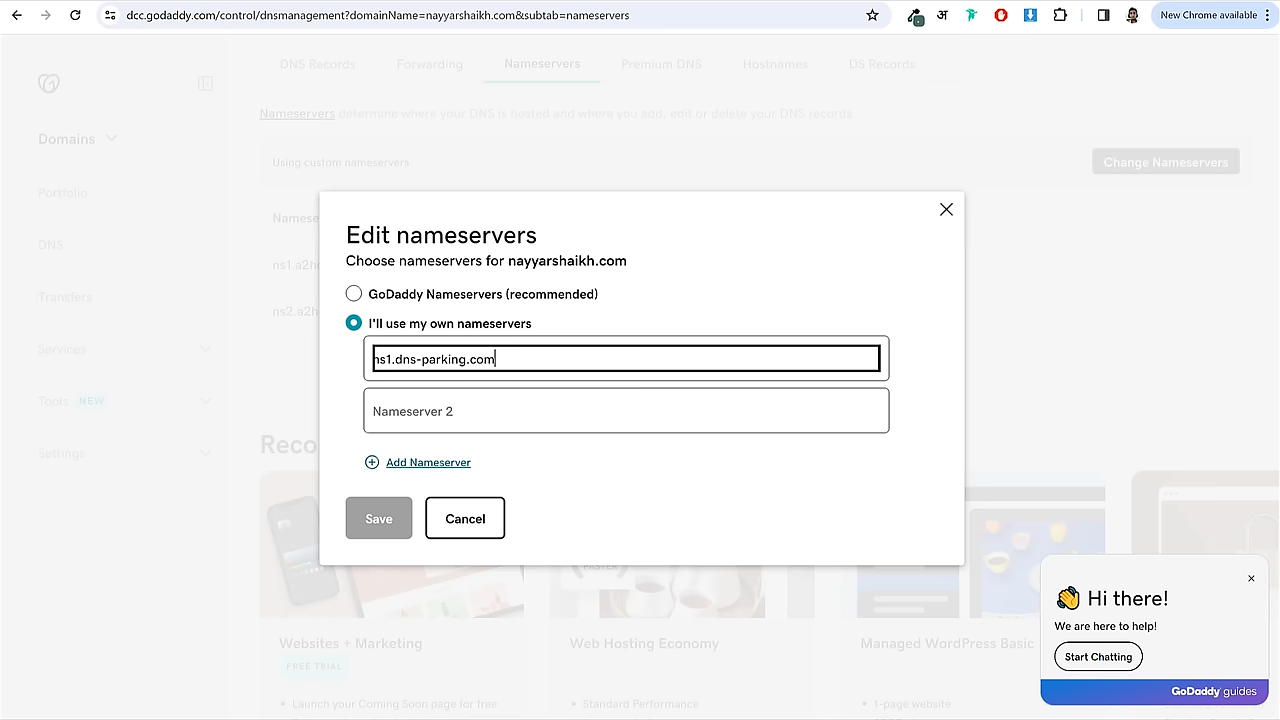 dcc.godaddy.com/control/dnsmanagement?domainName=nayyarshaikh.com&subtab=nameservers
अ
New Chrome available
DNS Records
Forwarding
Nameservers
Premium DNS
Hostnames
DS Records
Nameservers determine where your DNS is hosted and where you add, edit or delete your DNS records.
Domains
Using custom nameservers
Change Nameservers
Portfolio
DNS
Transfers
Services
Tools NEW
Settings
Edit nameservers
Choose nameservers for nayyarshaikh.com
GoDaddy Nameservers (recommended)
I'll use my own nameservers
ns1.dns-parking.com
Nameserver 2
Add Nameserver
Save
Cancel
Websites + Marketing
FREE TRIAL
Launch your Coming Soon page for free
Web Hosting Economy
Standard Performance
Managed WordPress Basic
1-page website
Hi there!
We are here to help!
Start Chatting
GoDaddy guides